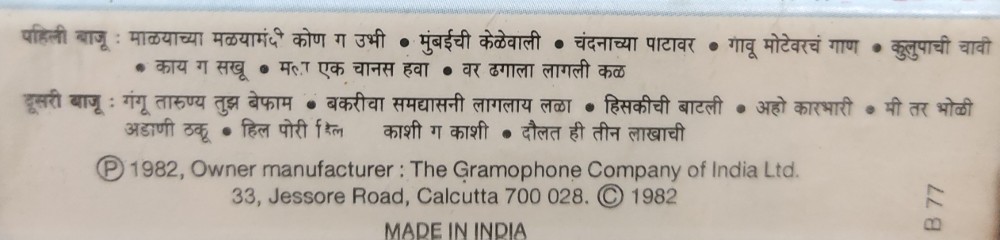 पहिली बाजू : माळयाच्या मळयामंदी कोण ग उभी • मुंबईची केळेवाली • चंदनाच्या पाटावर • गावू मोटेवरचं गाण • कुलुपाची चावी
• काय ग सखू • मला एक चानस हवा • वर ढगाला लागली कळ
दूसरी बाजू : गंगू तारुण्य तुझ बेफाम • बकरीवा समद्यासनी लागलाय लळा • हिसकीची बाटली • अहो कारभारी • मी तर भोळी
अडाणी ठकू • हिल पोरी हिल काशी ग काशी • दौलत ही तीन लाखाची
Ⓟ 1982, Owner manufacturer : The Gramophone Company of India Ltd.
33, Jessore Road, Calcutta 700 028. © 1982
MADE IN INDIA
B 77